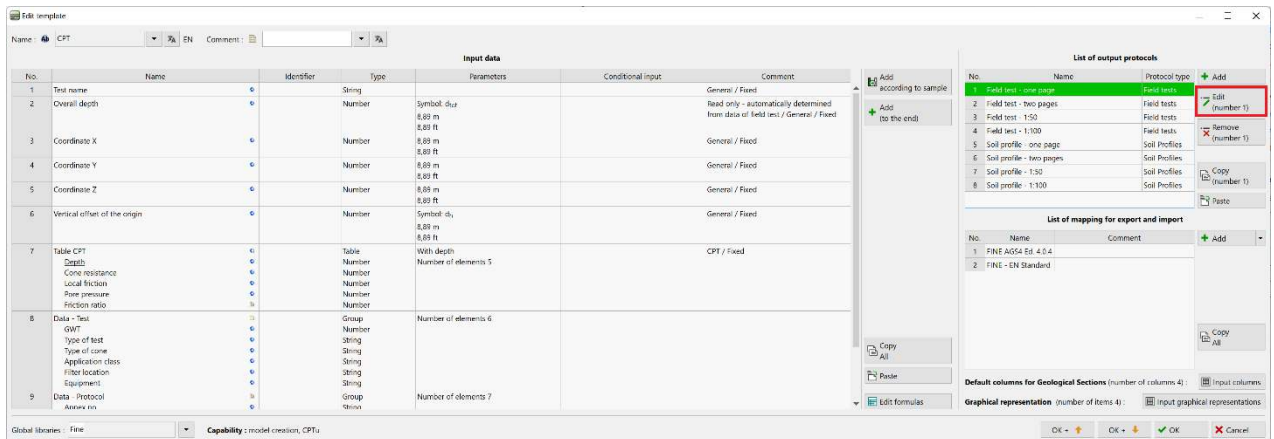 Edit template
Name : CPT EN Comment :
Input data
No. Name Identifier Type Parameters Conditional input Comment
1 Test name String General / Fixed
2 Overall depth Number Symbol: dtot Read only - automatically determined
8,89 m from data of field test / General / Fixed
8,89 ft
3 Coordinate X Number 8,89 m General / Fixed
8,89 ft
4 Coordinate Y Number 8,89 m General / Fixed
8,89 ft
5 Coordinate Z Number 8,89 m General / Fixed
8,89 ft
6 Vertical offset of the origin Number Symbol: General / Fixed
8,89 m
8,89 ft
7 Table CPT Table With depth CPT / Fixed
Depth Number Number of elements 5
Cone resistance Number
Local friction Number
Pore pressure Number
Friction ratio Number
8 Data - Test Group Number of elements 6
GWT Number
Type of test String
Type of cone String
Application class String
Filter location String
Equipment String
9 Data - Protocol Group Number of elements 7
Annex no. String
Add
according to sample
Add
(to the end)
Copy
All
Paste
Edit formulas
List of output protocols
No. Name Protocol type
1 Field test - one page Field tests
2 Field test - two pages Field tests
3 Field test - 1:50 Field tests
4 Field test - 1:100 Field tests
5 Soil profile - one page Soil Profiles
6 Soil profile - two pages Soil Profiles
7 Soil profile - 1:50 Soil Profiles
8 Soil profile - 1:100 Soil Profiles
Add
Edit
(number 1)
Remove
(number 1)
Copy
(number 1)
Paste
List of mapping for export and import
No. Name Comment
1 FINE AGS4 Ed. 4.0.4
2 FINE - EN Standard
Add
Copy
All
Default columns for Geological Sections (number of columns 4) : Input columns
Graphical representation (number of items 4) : Input graphical representations
Global libraries : Fine Capability : model creation, CPTu
OK + OK + OK Cancel